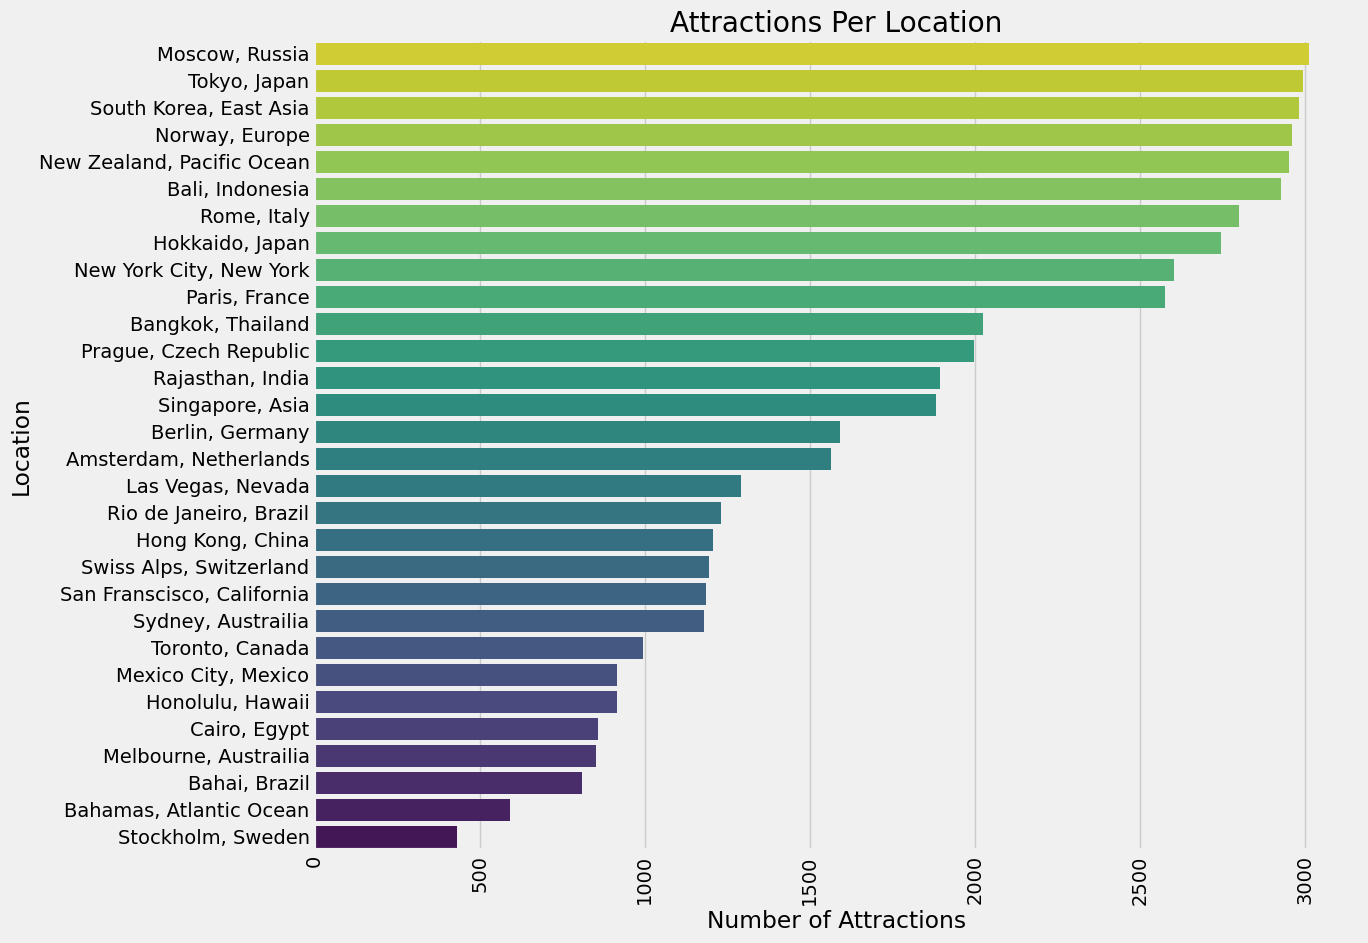 Attractions Per Location
Moscow, Russia
Tokyo, Japan
South Korea, East Asia
Norway, Europe
New Zealand, Pacific Ocean
Bali, Indonesia
Rome, Italy
Hokkaido, Japan
New York City, New York
Paris, France
Bangkok, Thailand
Prague, Czech Republic
Rajasthan, India
Singapore, Asia
Berlin, Germany
Amsterdam, Netherlands
Las Vegas, Nevada
Rio de Janeiro, Brazil
Hong Kong, China
Swiss Alps, Switzerland
San Franscisco, California
Sydney, Austrailia
Toronto, Canada
Mexico City, Mexico
Honolulu, Hawaii
Cairo, Egypt
Melbourne, Austrailia
Bahai, Brazil
Bahamas, Atlantic Ocean
Stockholm, Sweden
Location
0 500 1000 1500 2000 2500 3000
Number of Attractions